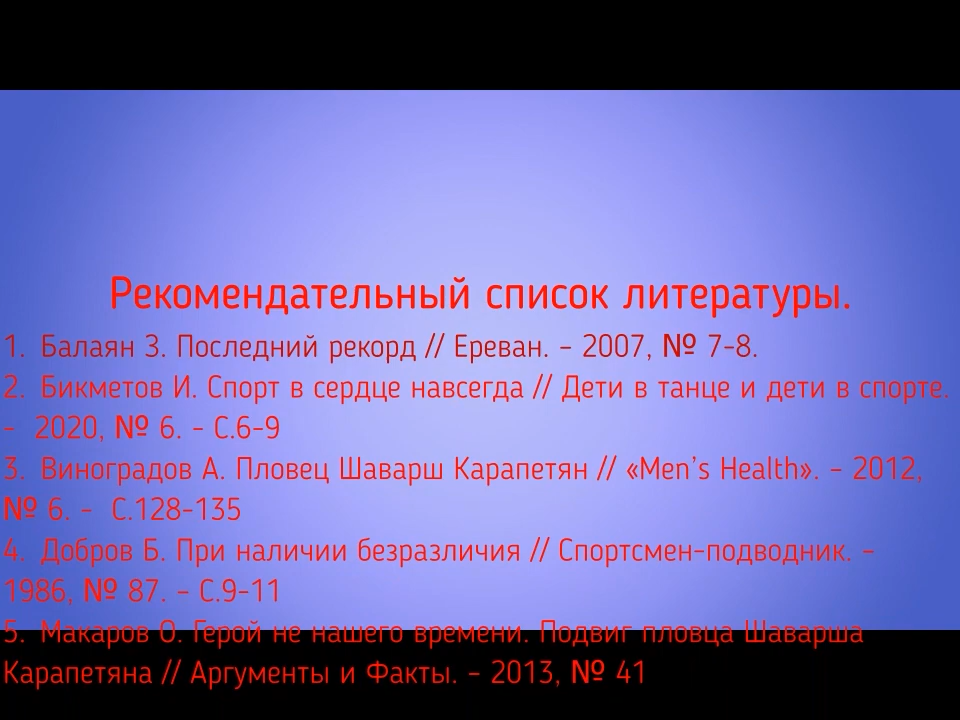 Рекомендательный список литературы.
1. Балаян З. Последний рекорд // Ереван. – 2007, № 7-8.
2. Бикметов И. Спорт в сердце навсегда // Дети в танце и дети в спорте.
- 2020, № 6. - С.6-9
3. Виноградов А. Пловец Шаварш Карапетян // «Men’s Health». – 2012,
№ 6. - С.128-135
4. Добров Б. При наличии безразличия // Спортсмен-подводник. –
1986, № 87. – С.9-11
5. Макаров О. Герой не нашего времени. Подвиг пловца Шаварша
Карапетяна // Аргументы и Факты. – 2013, № 41